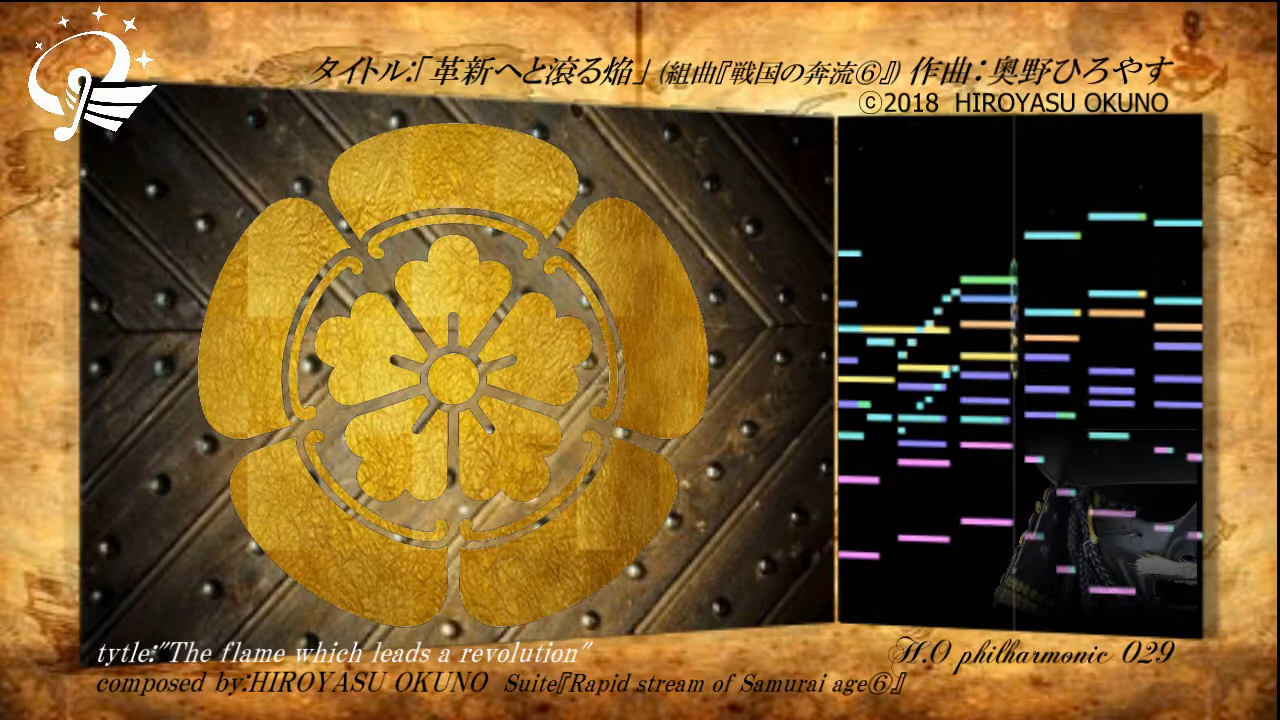 タイトル:「革新へと滾る焔」(組曲『戦国の奔流⑥』) 作曲：奥野ひろやす
ⓒ2018 HIROYASU OKUNO
tytle:"The flame which leads a revolution"
H.O philharmonic 029
composed by:HIROYASU OKUNO Suite『Rapid stream of Samurai age⑥』